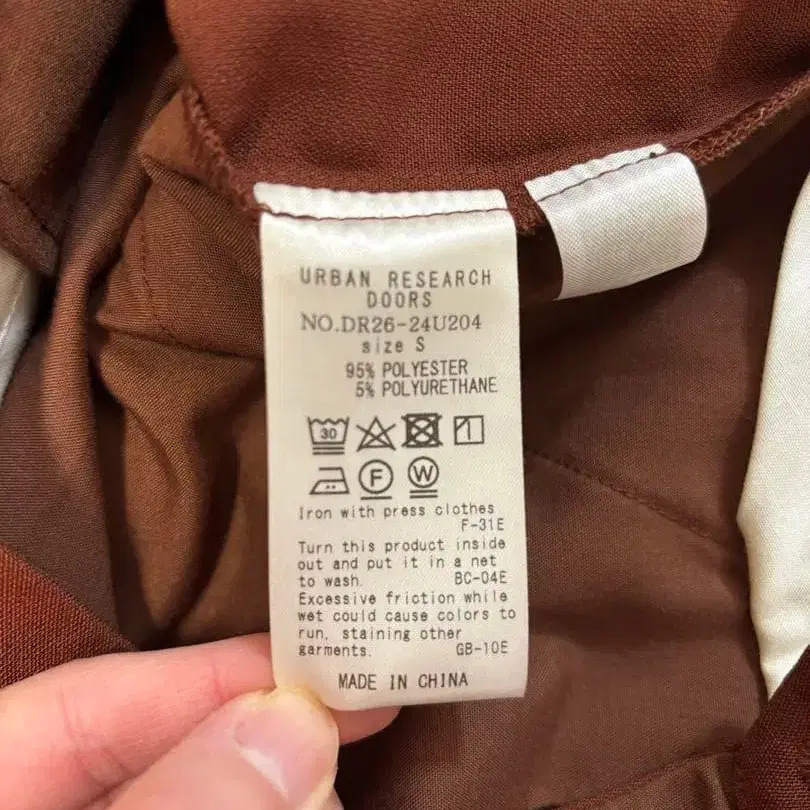 URBAN RESEARCH
DOORS
NO.DR26-24U204
size S
95% POLYESTER
5% POLYURETHANE
30
F W
Iron with press clothes
F-31E
Turn this product inside
out and put it in a net
to wash. BC-04E
Excessive friction while
wet could cause colors to
run, staining other
garments. GB-10E
MADE IN CHINA